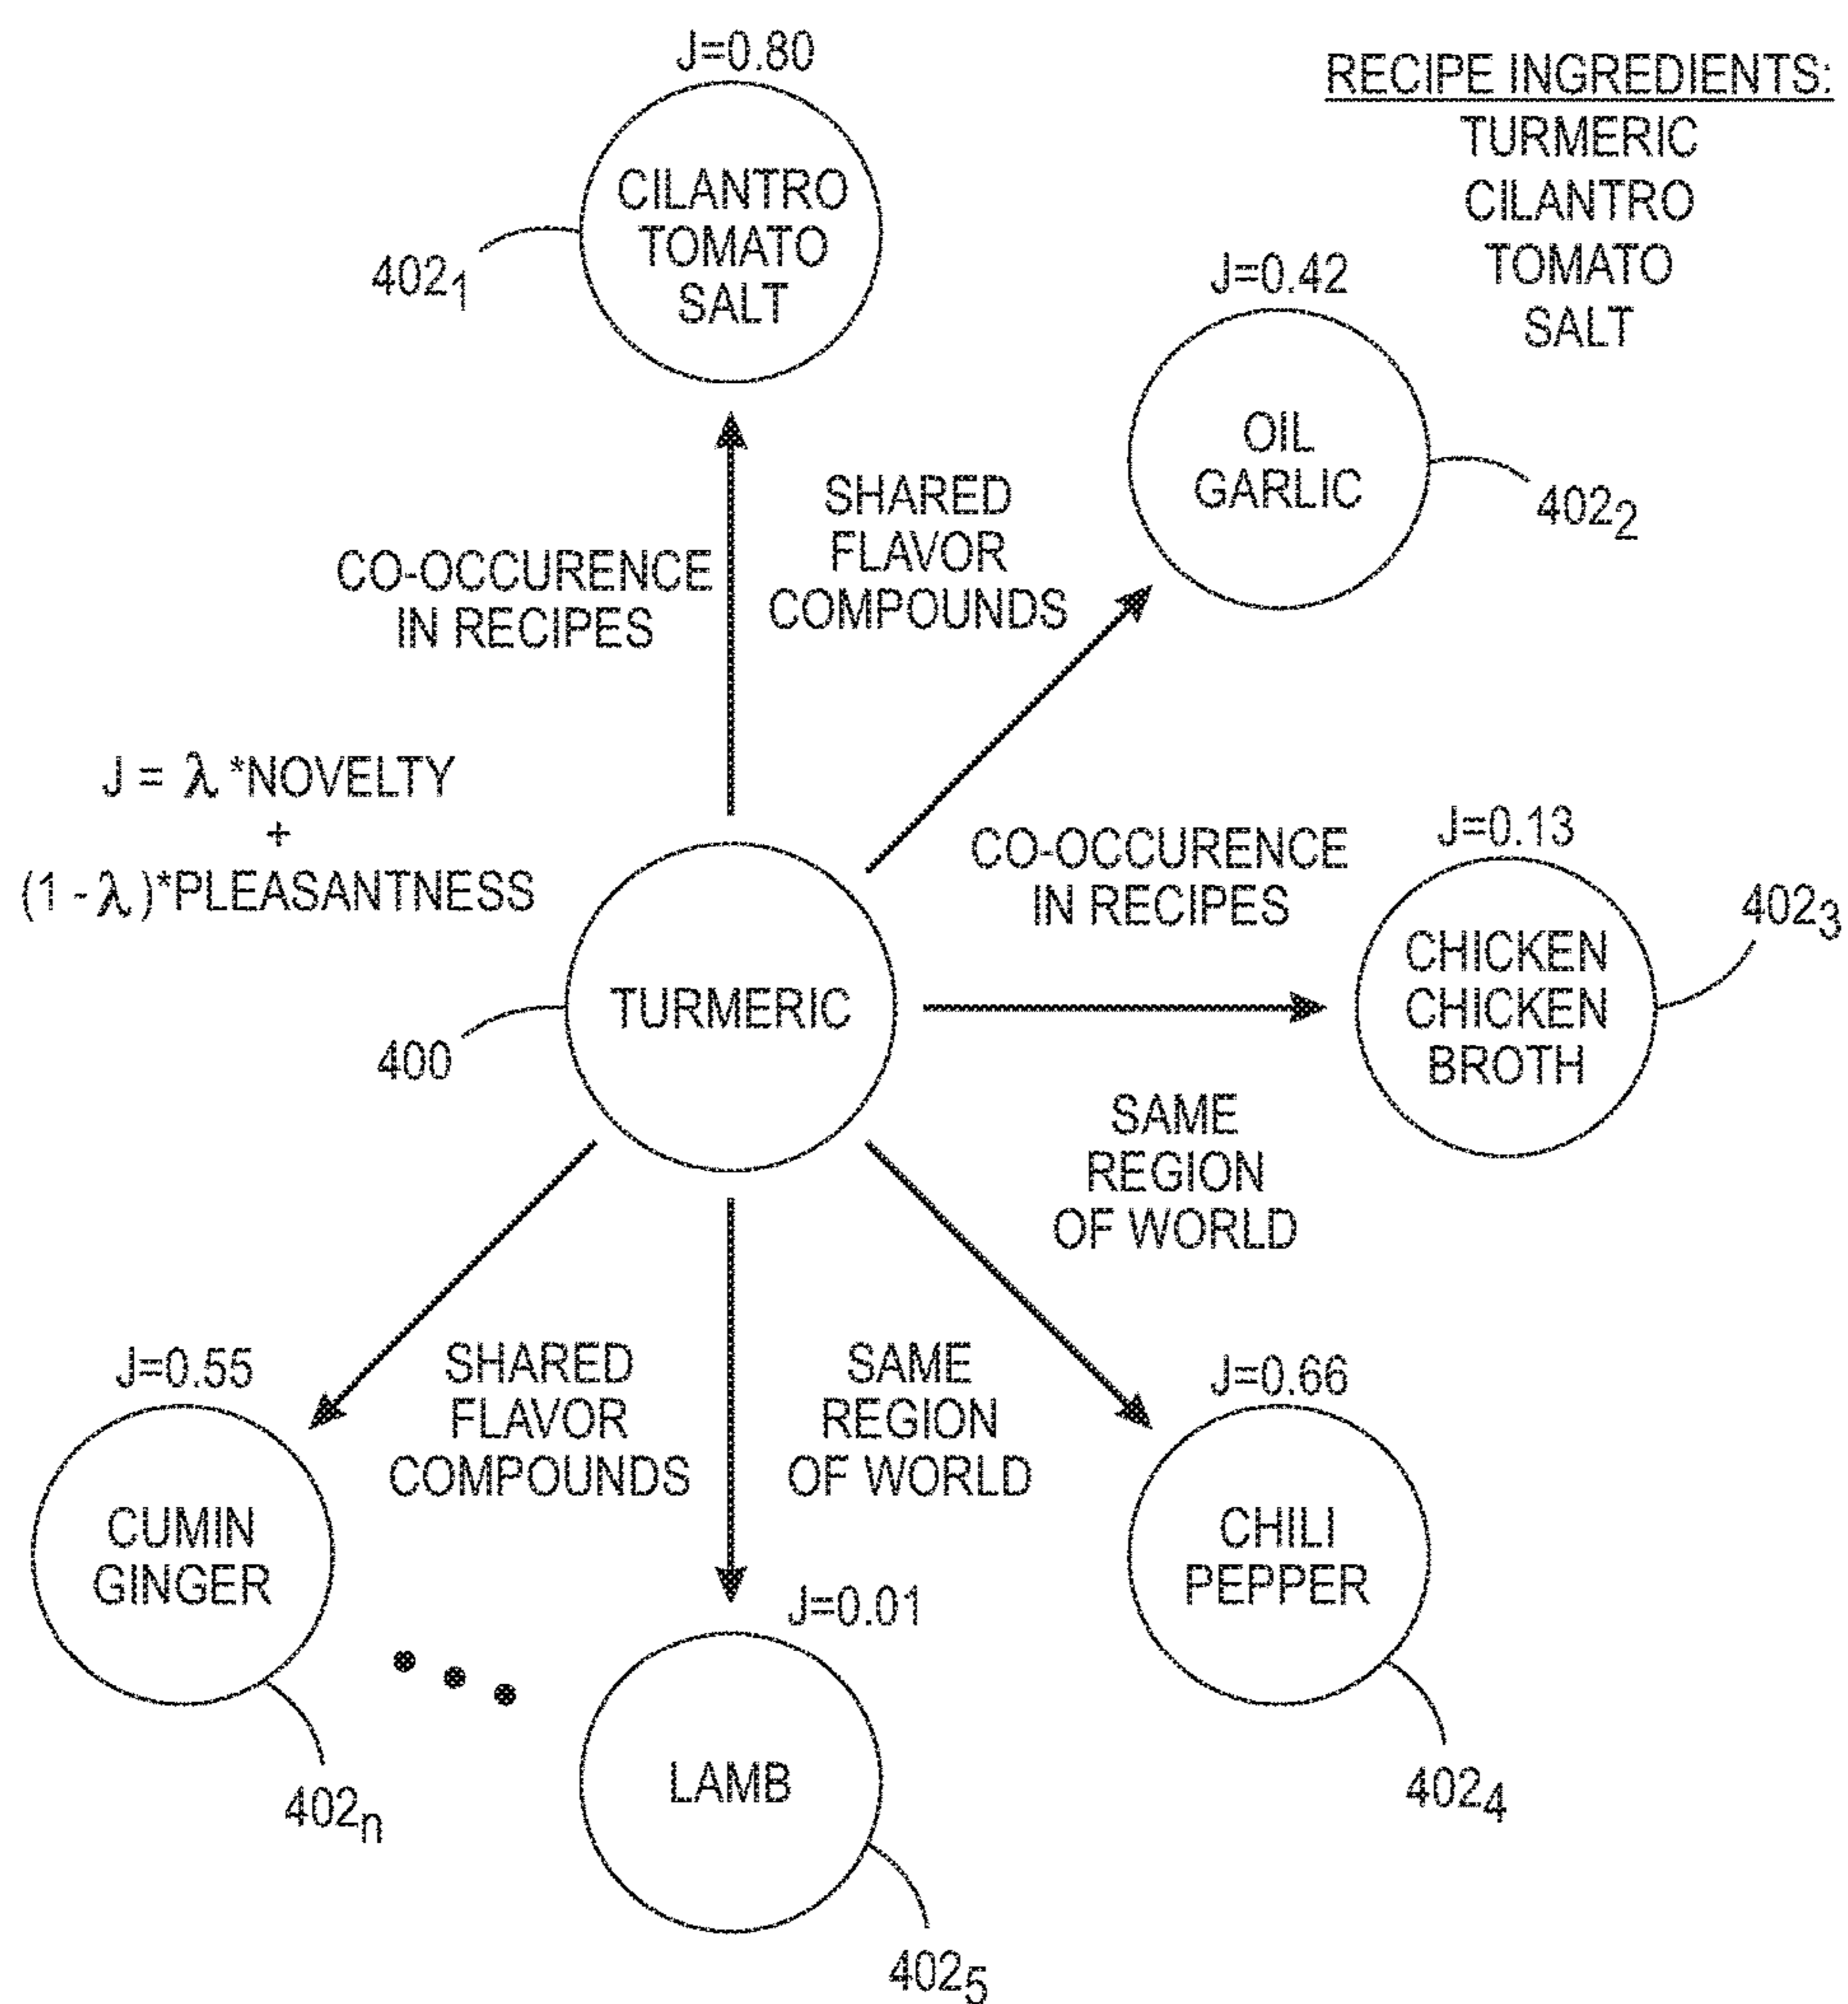 J=0.80
RECIPE INGREDIENTS:
TURMERIC
CILANTRO
TOMATO
SALT
CILANTRO
TOMATO
SALT
402₁
J=0.42
OIL
GARLIC
402₂
SHARED
FLAVOR
COMPOUNDS
CO-OCCURENCE
IN RECIPES
J = λ *NOVELTY
+
(1 - λ)*PLEASANTNESS
CO-OCCURENCE
IN RECIPES
J=0.13
CHICKEN
CHICKEN
BROTH
402₃
TURMERIC
400
SAME
REGION
OF WORLD
J=0.55
SHARED
FLAVOR
COMPOUNDS
SAME
REGION
OF WORLD
J=0.66
CUMIN
GINGER
402ₙ
CHILI
PEPPER
402₄
J=0.01
LAMB
402₅